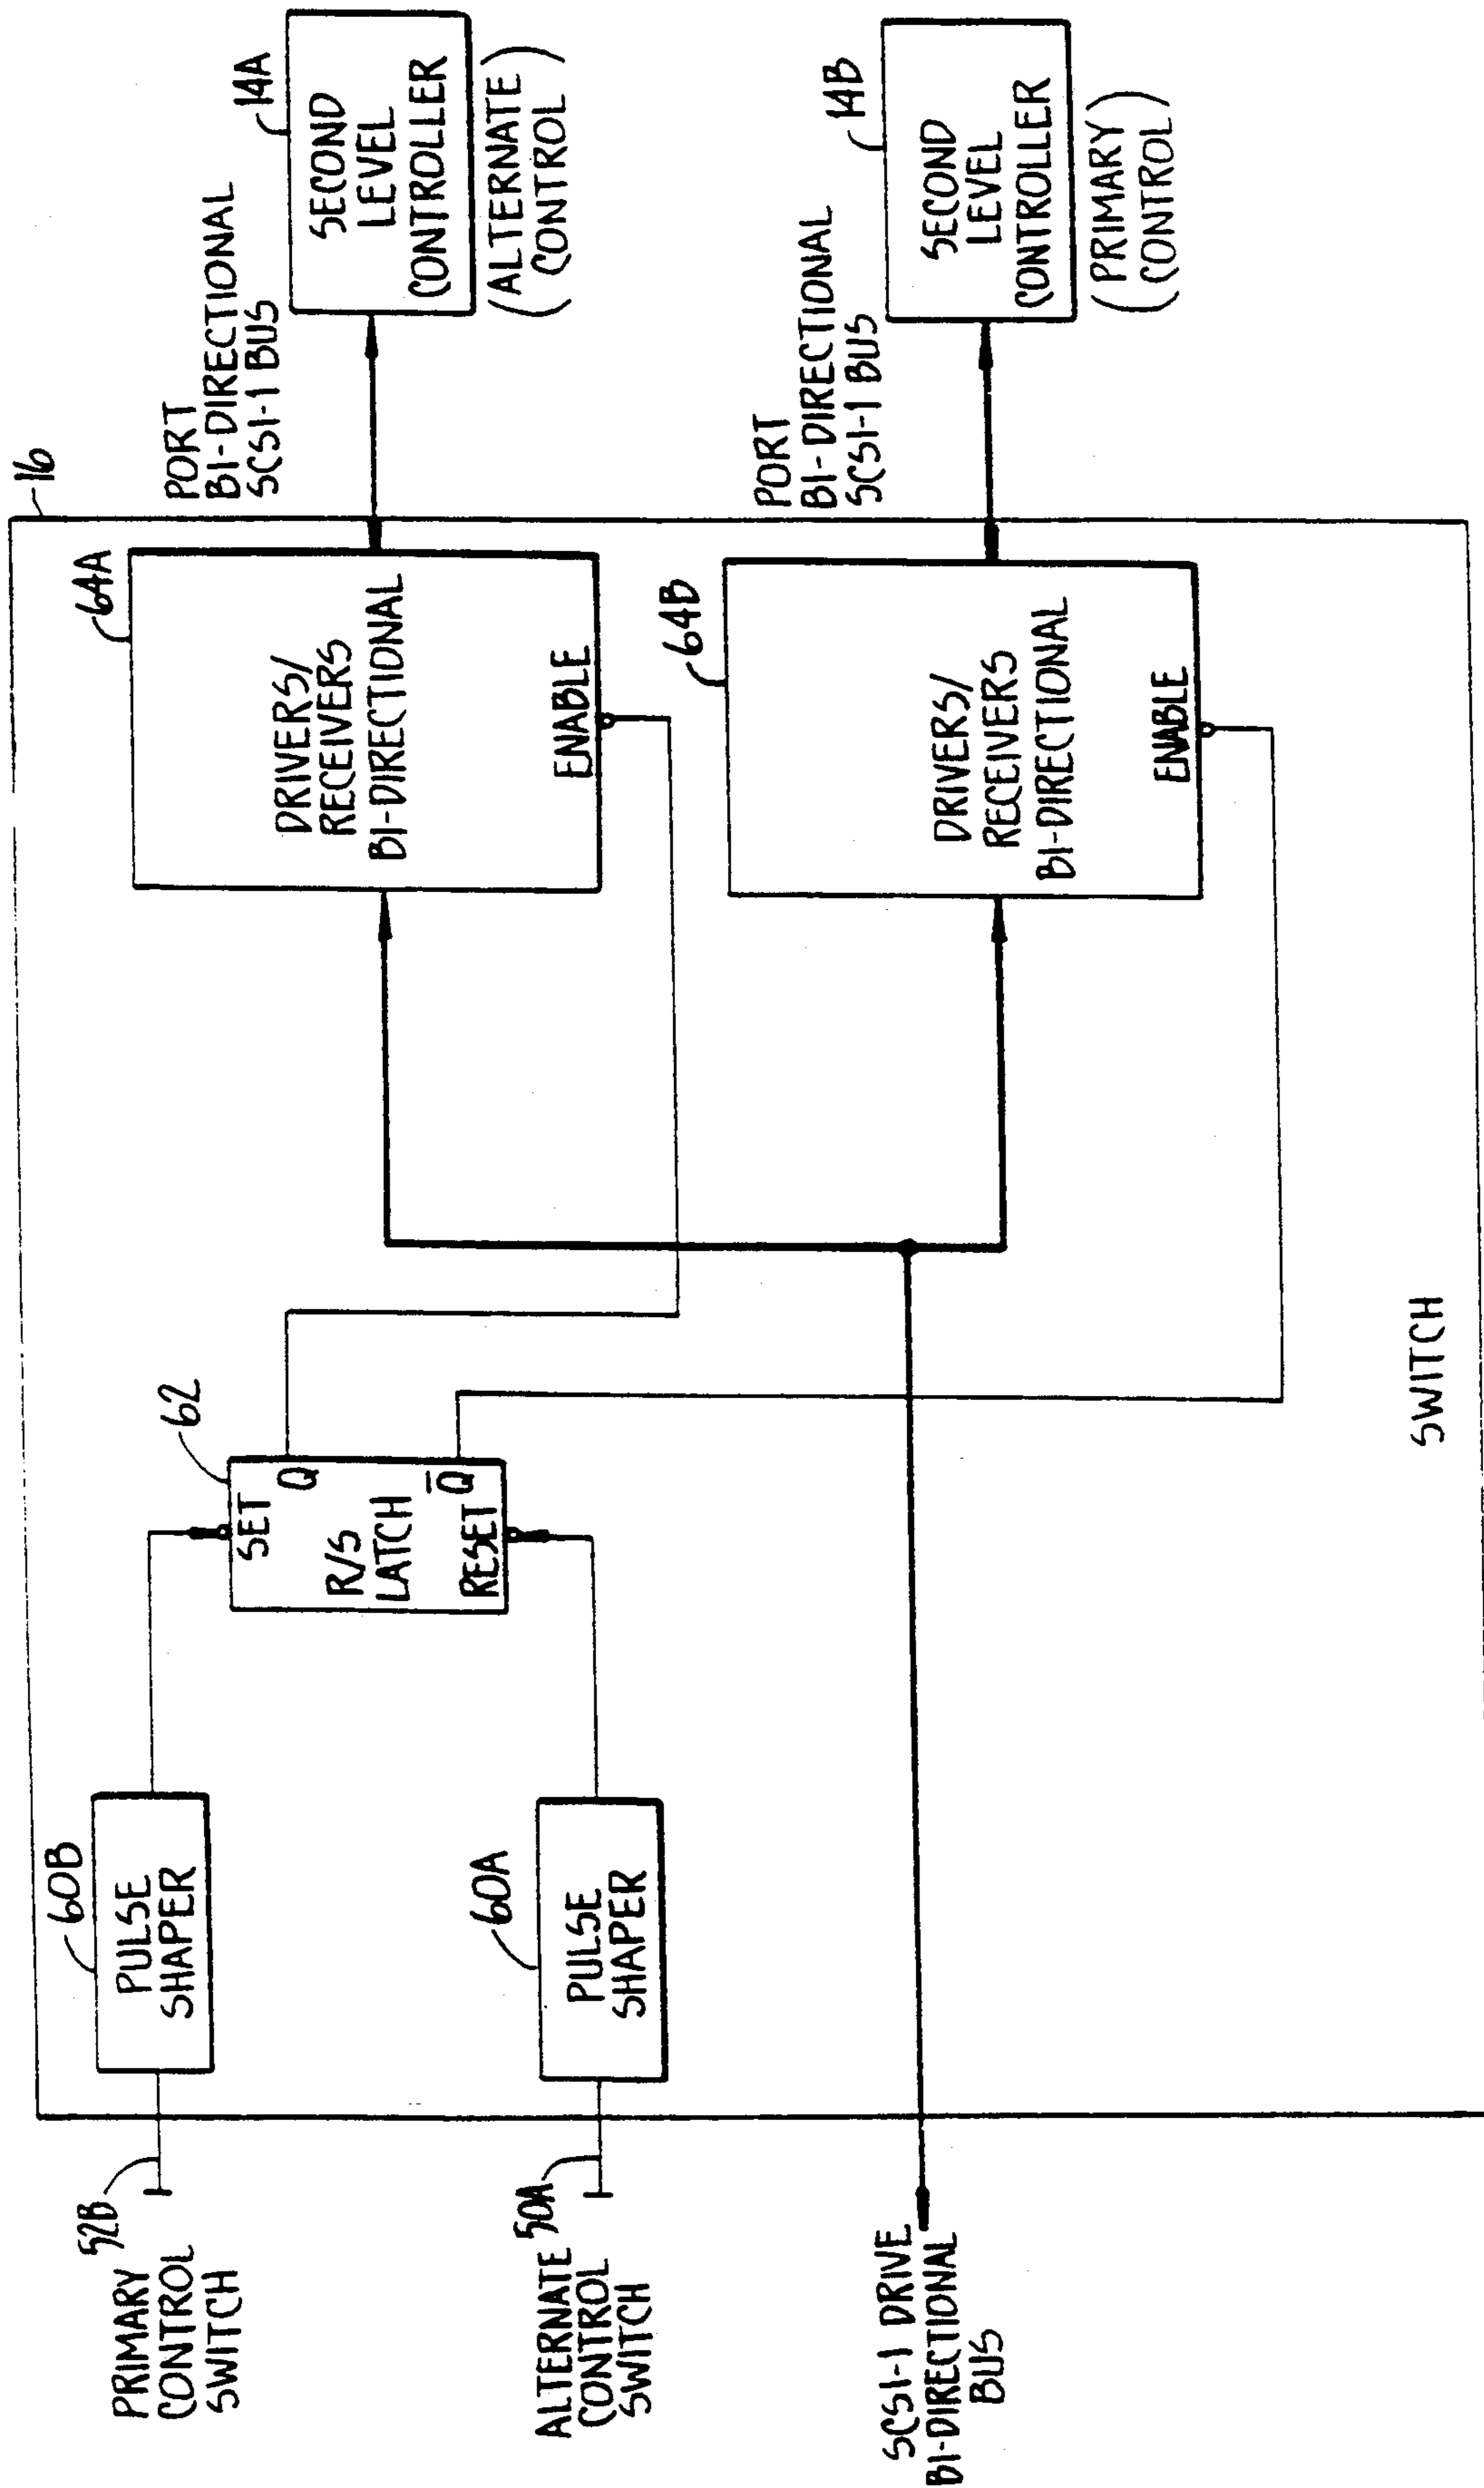 PRIMARY
CONTROL
SWITCH
52B
60B
PULSE
SHAPER
ALTERNATE
CONTROL
SWITCH
50A
60A
PULSE
SHAPER
SCSI-1 DRIVE
BI-DIRECTIONAL
BUS
62
SET
Q
R/S
LATCH
Q̅
RESET
16
64A
DRIVERS/
RECEIVERS
BI-DIRECTIONAL
ENABLE
64B
DRIVERS/
RECEIVERS
BI-DIRECTIONAL
ENABLE
SWITCH
PORT
BI-DIRECTIONAL
SCSI-1 BUS
14A
SECOND
LEVEL
CONTROLLER
(ALTERNATE
CONTROL)
PORT
BI-DIRECTIONAL
SCSI-1 BUS
14B
SECOND
LEVEL
CONTROLLER
(PRIMARY
CONTROL)